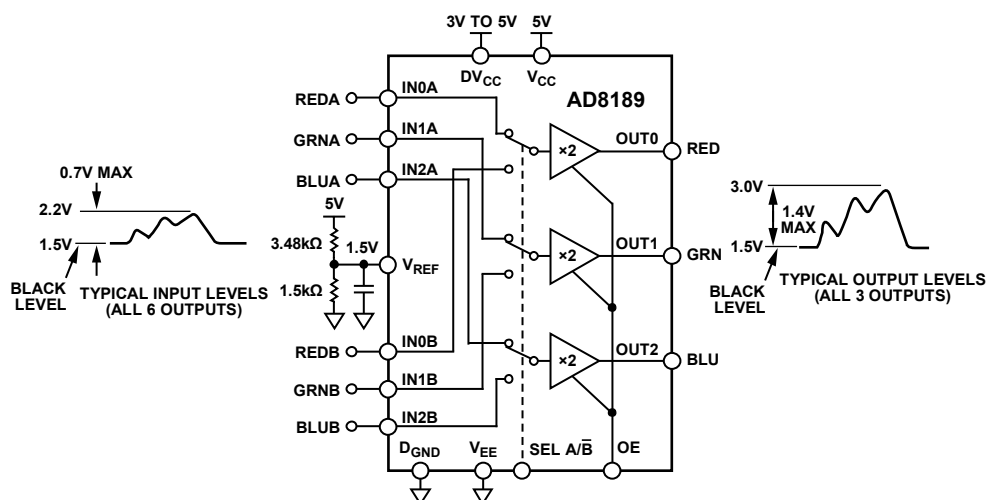 3V TO 5V
5V
DVCC
VCC
AD8189
REDA
IN0A
GRNA
IN1A
BLUA
IN2A
×2
OUT0
RED
0.7V MAX
2.2V
1.5V
BLACK
LEVEL
TYPICAL INPUT LEVELS
(ALL 6 OUTPUTS)
5V
3.48kΩ
1.5V
1.5kΩ
VREF
×2
OUT1
GRN
3.0V
1.4V
MAX
1.5V
BLACK
LEVEL
TYPICAL OUTPUT LEVELS
(ALL 3 OUTPUTS)
REDB
IN0B
GRNB
IN1B
BLUB
IN2B
×2
OUT2
BLU
DGND
VEE
SEL A/B̅
OE